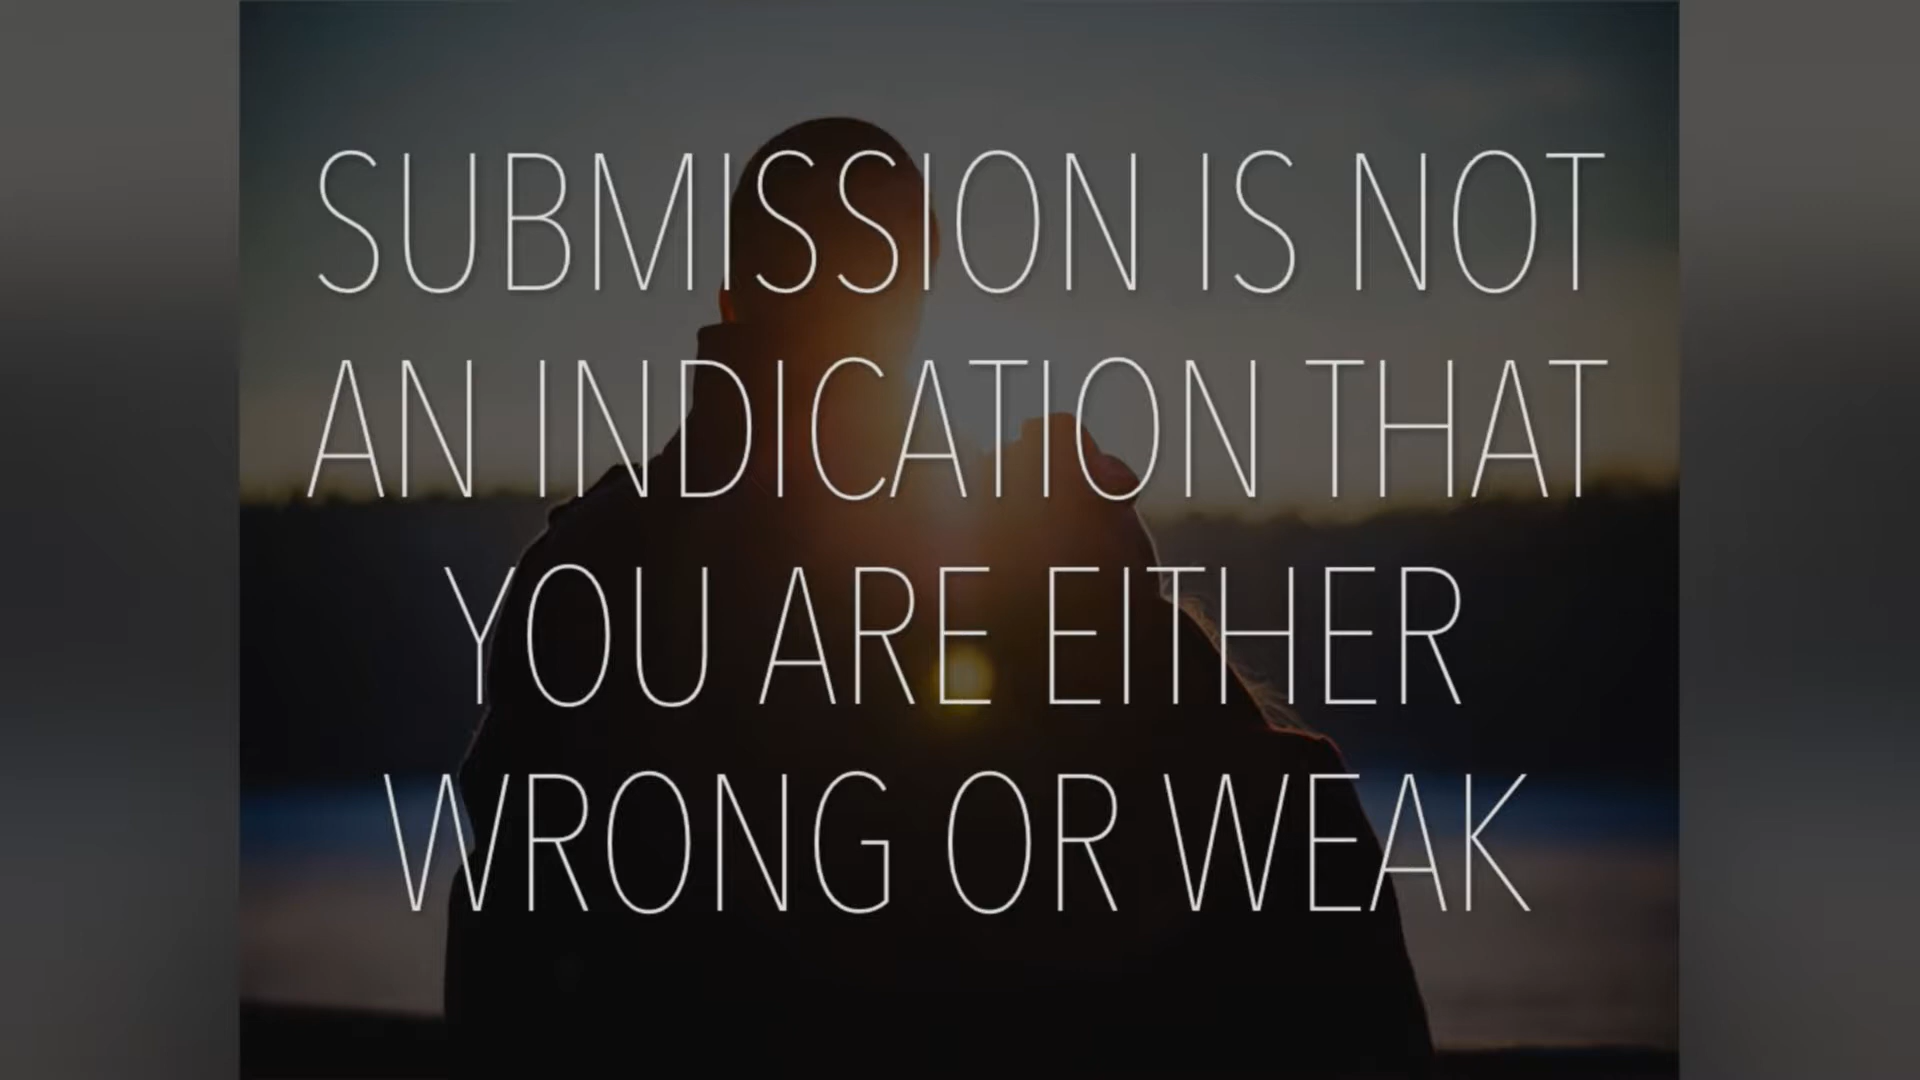 SUBMISSION IS NOT
AN INDICATION THAT
YOU ARE EITHER
WRONG OR WEAK